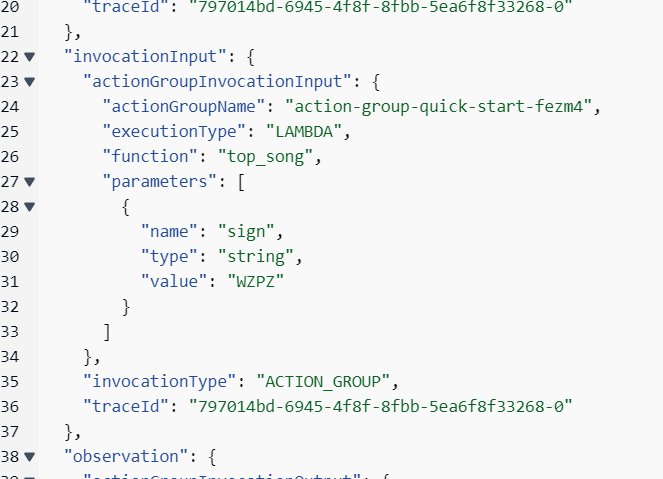 20 "traceId": "797014bd-6945-4f8f-8fbb-5ea6f8f33268-0"
21 },
22 "invocationInput": {
23 "actionGroupInvocationInput": {
24 "actionGroupName": "action-group-quick-start-fezm4",
25 "executionType": "LAMBDA",
26 "function": "top_song",
27 "parameters": [
28 {
29 "name": "sign",
30 "type": "string",
31 "value": "WZPZ"
32 }
33 ]
34 },
35 "invocationType": "ACTION_GROUP",
36 "traceId": "797014bd-6945-4f8f-8fbb-5ea6f8f33268-0"
37 },
38 "observation": {
39 "actionGroupInvocationOutput": {